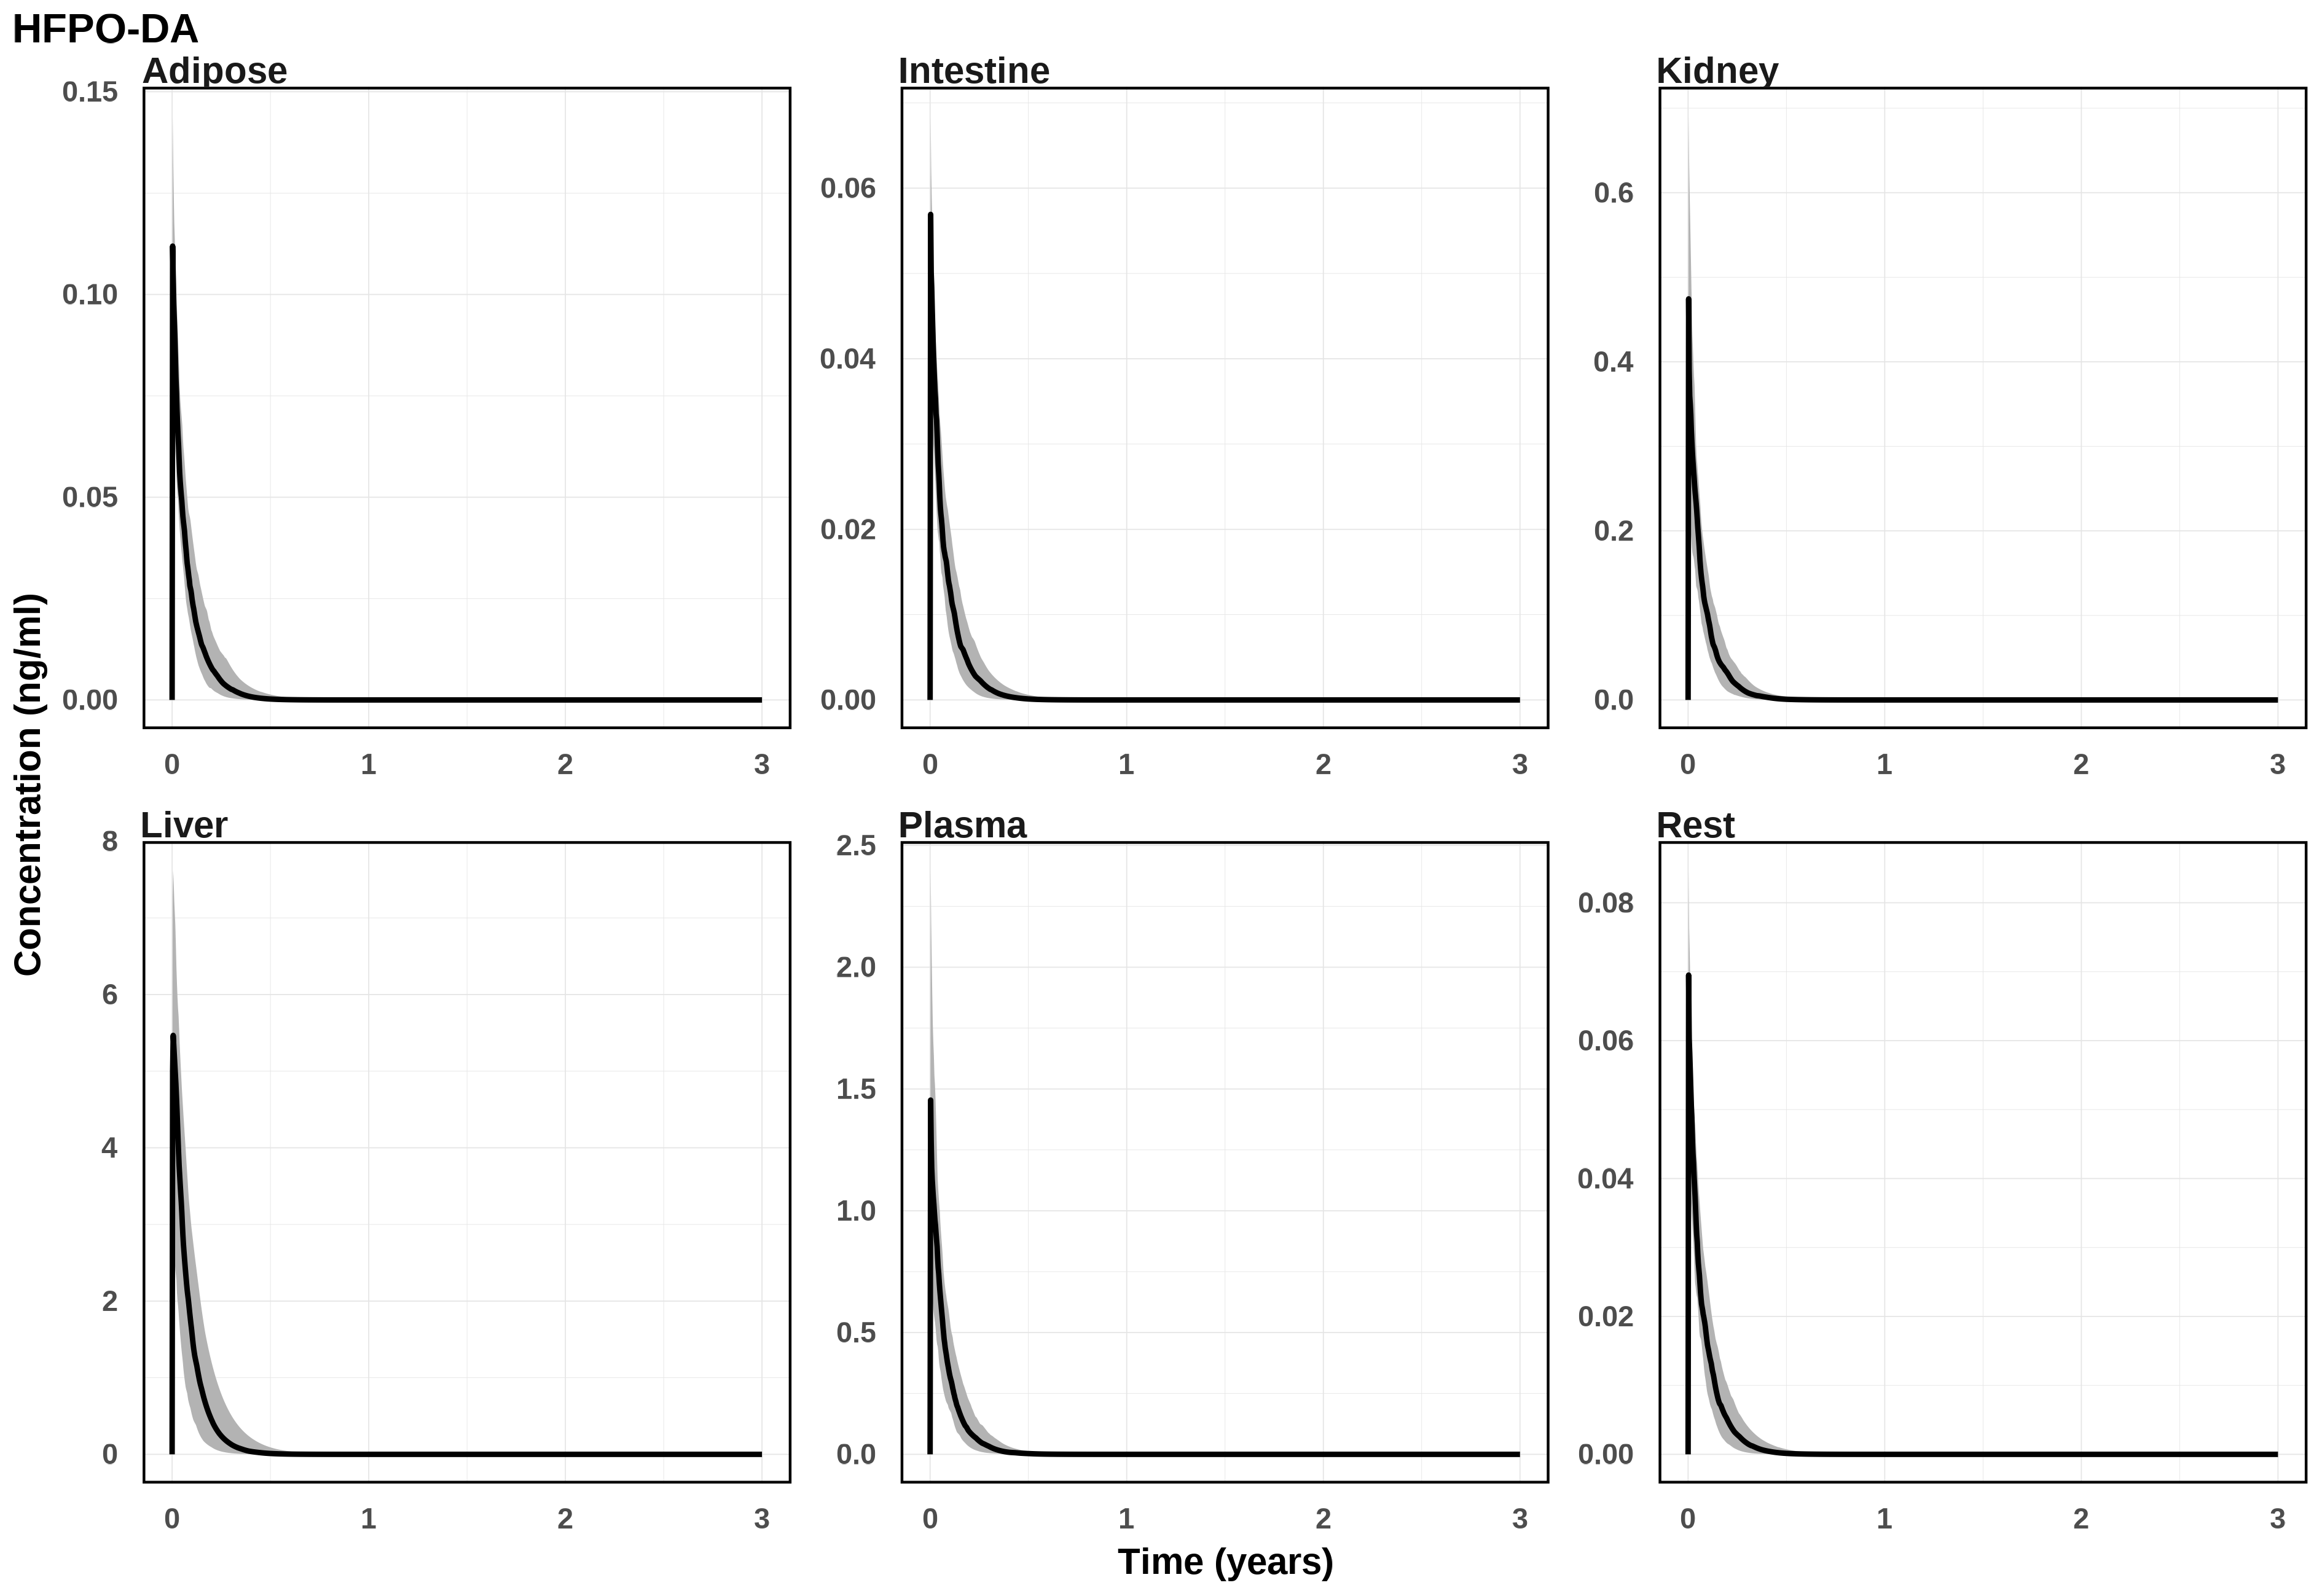 HFPO-DA
Adipose
Intestine
Kidney
0.15
0.10
0.05
0.00
0.06
0.04
0.02
0.00
0.6
0.4
0.2
0.0
0 1 2 3
0 1 2 3
0 1 2 3
Concentration (ng/ml)
Liver
Plasma
Rest
8
6
4
2
0
2.5
2.0
1.5
1.0
0.5
0.0
0.08
0.06
0.04
0.02
0.00
0 1 2 3
0 1 2 3
0 1 2 3
Time (years)